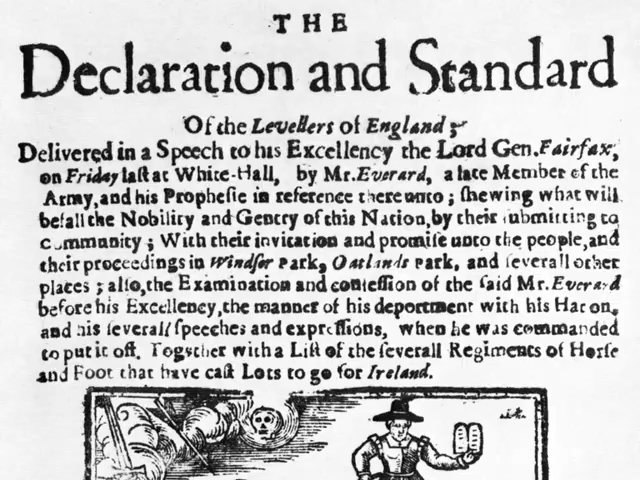 THE
Declaration and Standard
Of the Levellers of England;
Delivered in a Speech to his Excellency the Lord Gen. Fairfax,
on Friday last at White-Hall, by Mr. Everard, a late Member of the
Army, and his Prophesie in reference thereunto; shewing what will
befall the Nobility and Gentry of this Nation, by their submitting to
community; With their invitation and promise unto the people, and
their proceedings in Windsor Park, Oatlands Park, and severall other
places; also, the Examination and confession of the said Mr. Everard
before his Excellency, the manner of his deportment with his Hat on,
and his severall speeches and expressions, when he was commanded
to put it off. Together with a List of the severall Regiments of Horse
and Foot that have cast Lots to go for Ireland.